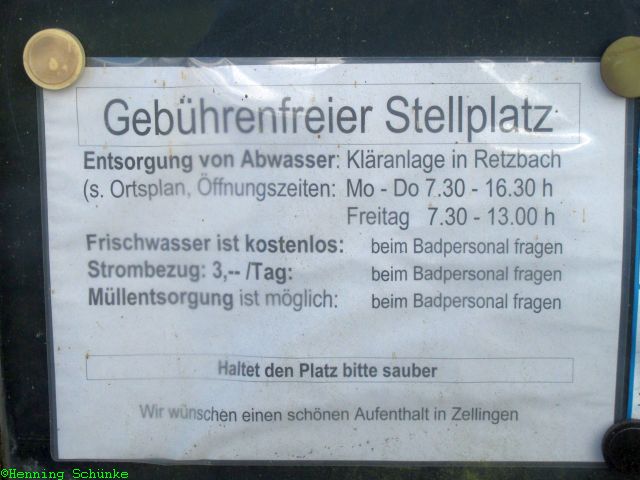 Gebührenfreier Stellplatz
Entsorgung von Abwasser: Kläranlage in Retzbach
(s. Ortsplan, Öffnungszeiten: Mo - Do 7.30 - 16.30 h
Freitag 7.30 - 13.00 h
Frischwasser ist kostenlos: beim Badpersonal fragen
Strombezug: 3,-- /Tag: beim Badpersonal fragen
Müllentsorgung ist möglich: beim Badpersonal fragen
Haltet den Platz bitte sauber
Wir wünschen einen schönen Aufenthalt in Zellingen
©Henning Schünke